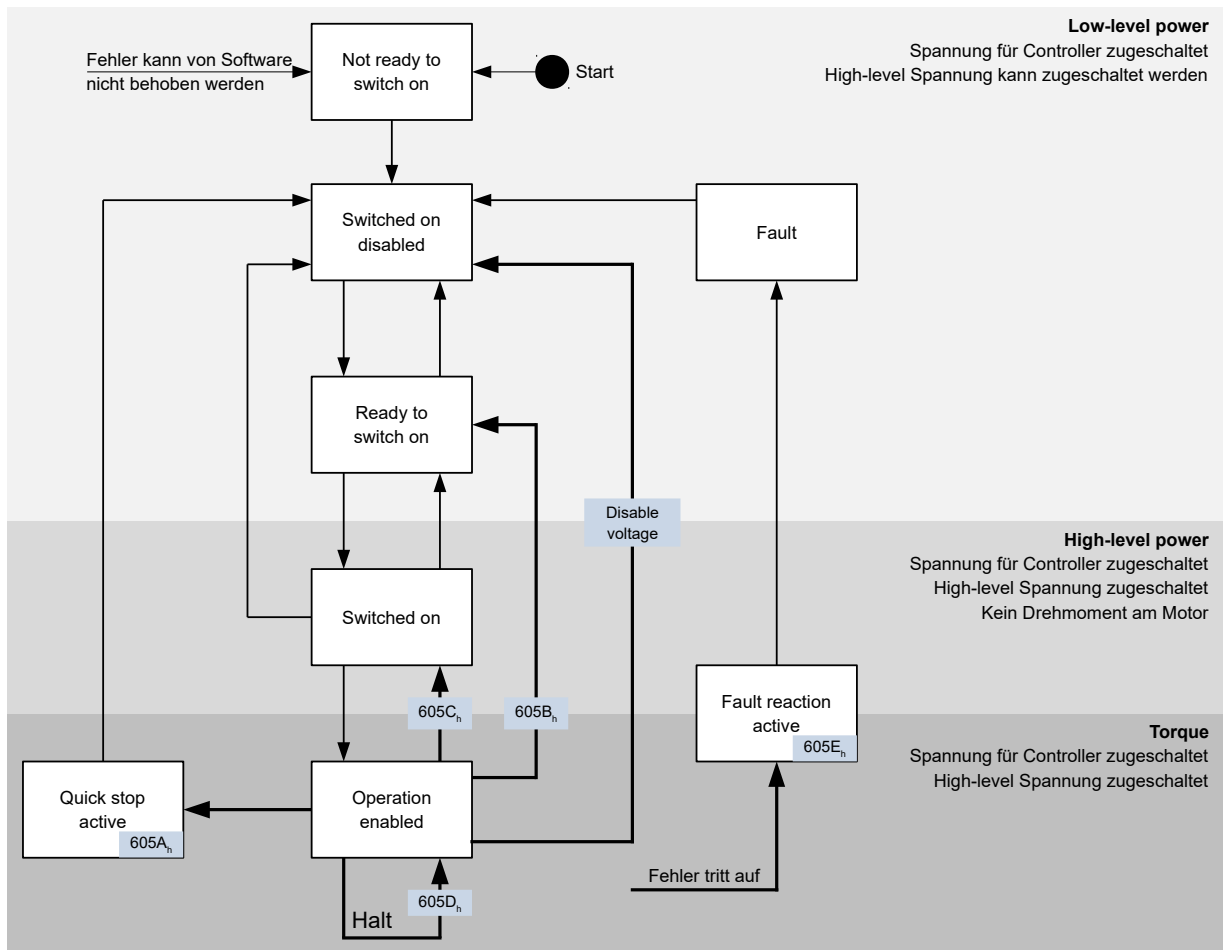 Low-level power
Spannung für Controller zugeschaltet
High-level Spannung kann zugeschaltet werden
Fehler kann von Software
nicht behoben werden
Not ready to
switch on
Start
Switched on
disabled
Fault
Ready to
switch on
Disable
voltage
High-level power
Spannung für Controller zugeschaltet
High-level Spannung zugeschaltet
Kein Drehmoment am Motor
Switched on
605Ch
605Bh
Fault reaction
active
605Eh
Torque
Spannung für Controller zugeschaltet
High-level Spannung zugeschaltet
Quick stop
active
605Ah
Operation
enabled
Fehler tritt auf
605Dh
Halt